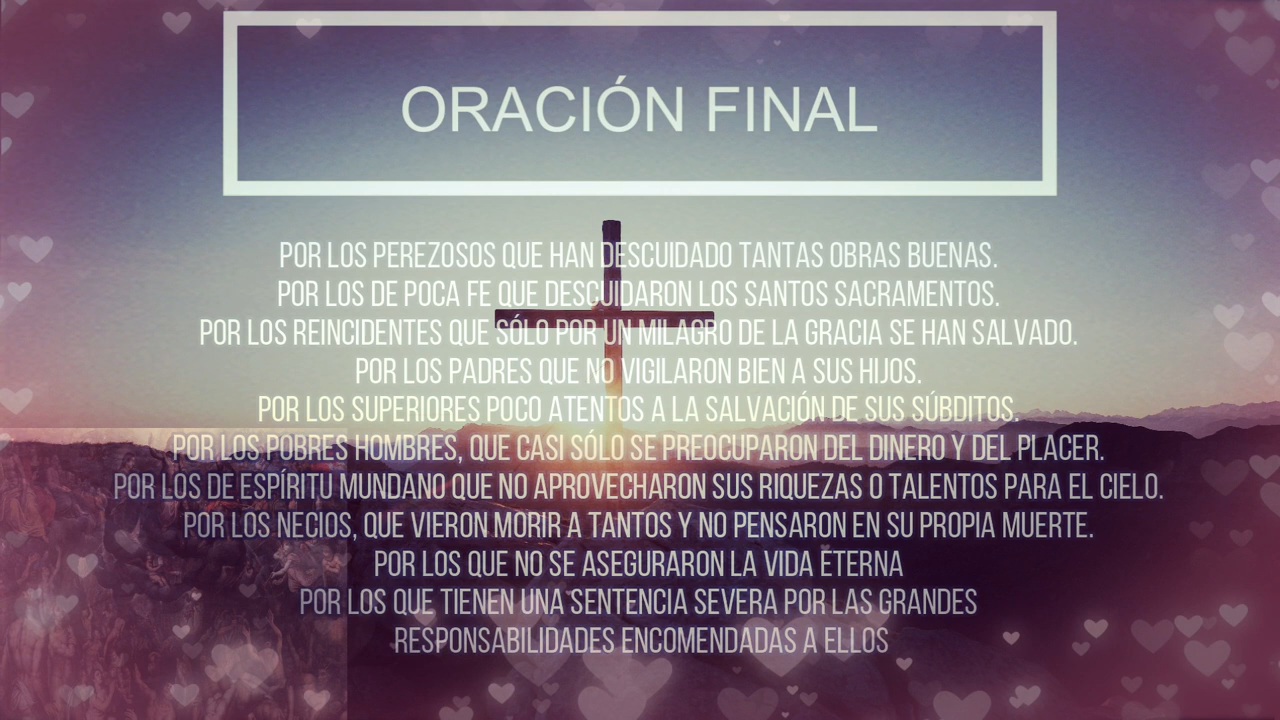 ORACIÓN FINAL
POR LOS PEREZOSOS QUE HAN DESCUIDADO TANTAS OBRAS BUENAS.
POR LOS DE POCA FE QUE DESCUIDARON LOS SANTOS SACRAMENTOS.
POR LOS REINCIDENTES QUE SÓLO POR UN MILAGRO DE LA GRACIA SE HAN SALVADO.
POR LOS PADRES QUE NO VIGILARON BIEN A SUS HIJOS.
POR LOS SUPERIORES POCO ATENTOS A LA SALVACIÓN DE SUS SÚBDITOS.
POR LOS POBRES HOMBRES, QUE CASI SÓLO SE PREOCUPARON DEL DINERO Y DEL PLACER.
POR LOS DE ESPÍRITU MUNDANO QUE NO APROVECHARON SUS RIQUEZAS O TALENTOS PARA EL CIELO.
POR LOS NECIOS, QUE VIERON MORIR A TANTOS Y NO PENSARON EN SU PROPIA MUERTE.
POR LOS QUE NO SE ASEGURARON LA VIDA ETERNA
POR LOS QUE TIENEN UNA SENTENCIA SEVERA POR LAS GRANDES
RESPONSABILIDADES ENCOMENDADAS A ELLOS